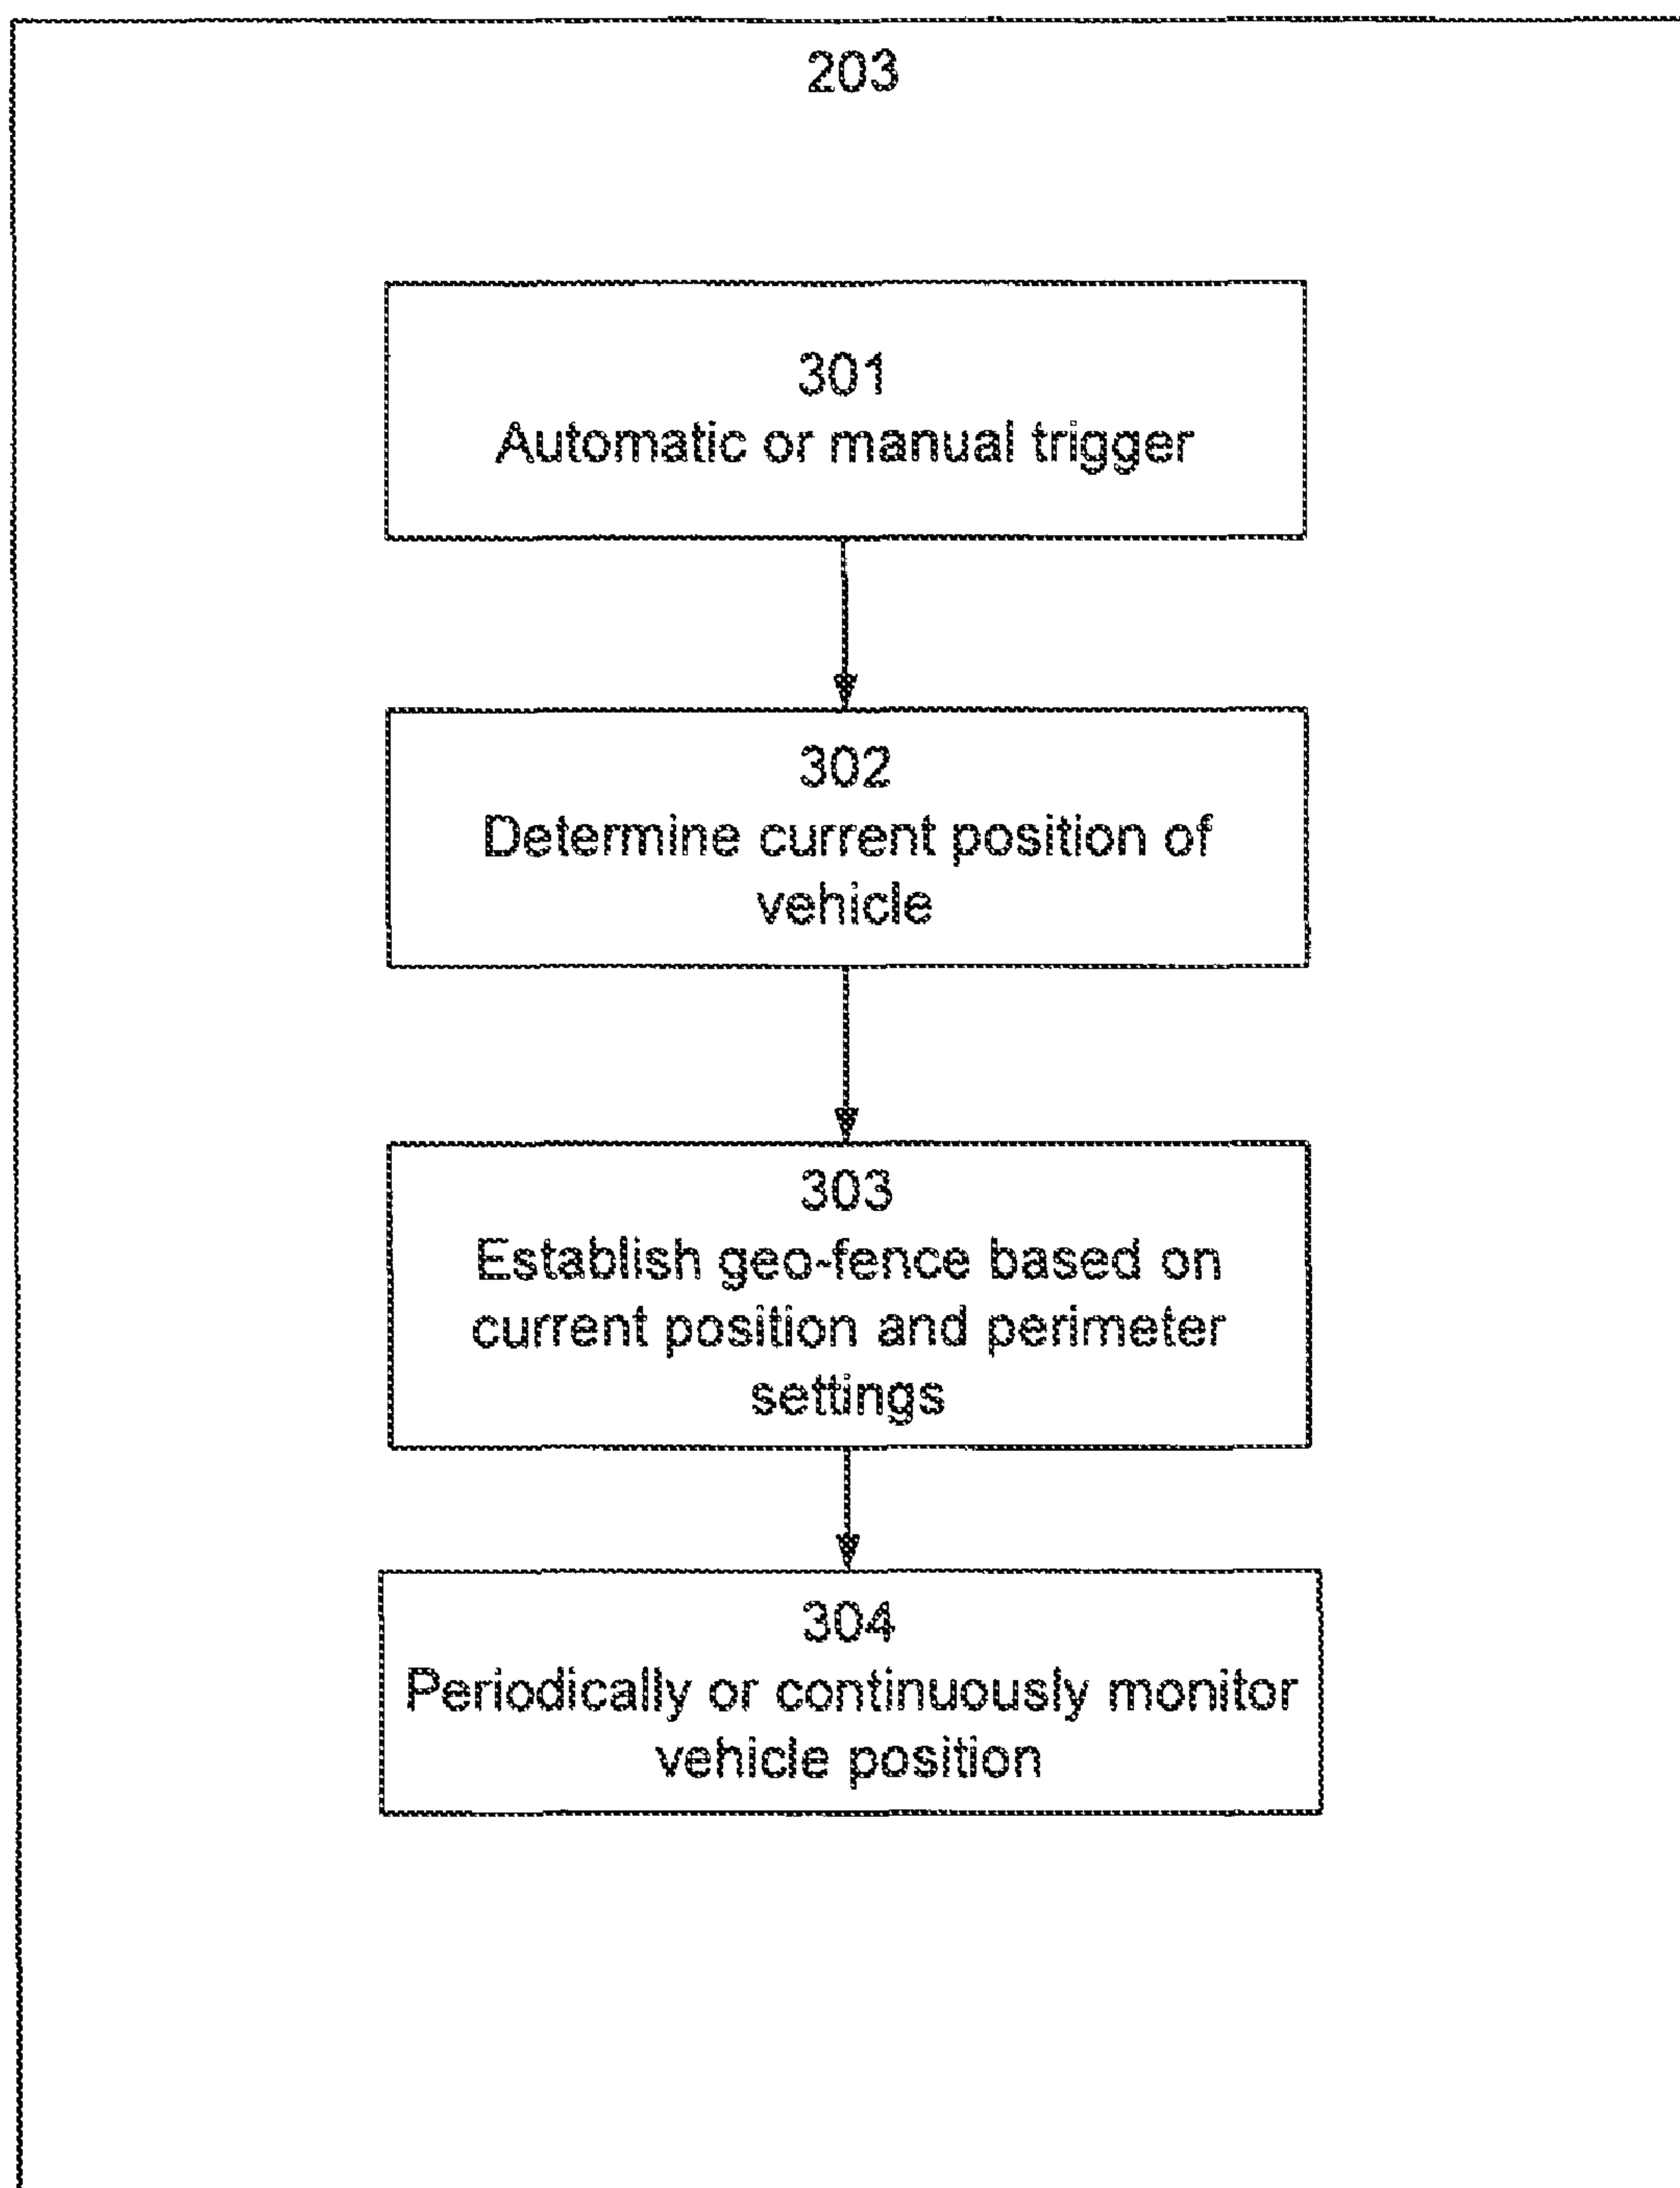 203
301
Automatic or manual trigger
302
Determine current position of
vehicle
303
Establish geo-fence based on
current position and perimeter
settings
304
Periodically or continuously monitor
vehicle position